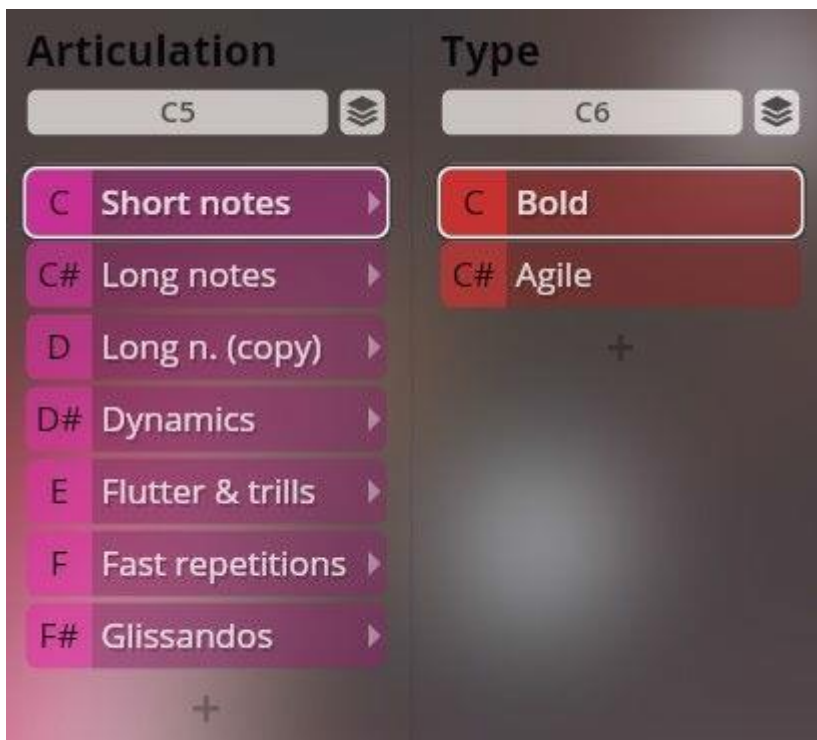 Articulation
C5
C Short notes
C# Long notes
D Long n. (copy)
D# Dynamics
E Flutter & trills
F Fast repetitions
F# Glissandos
+
Type
C6
C Bold
C# Agile
+